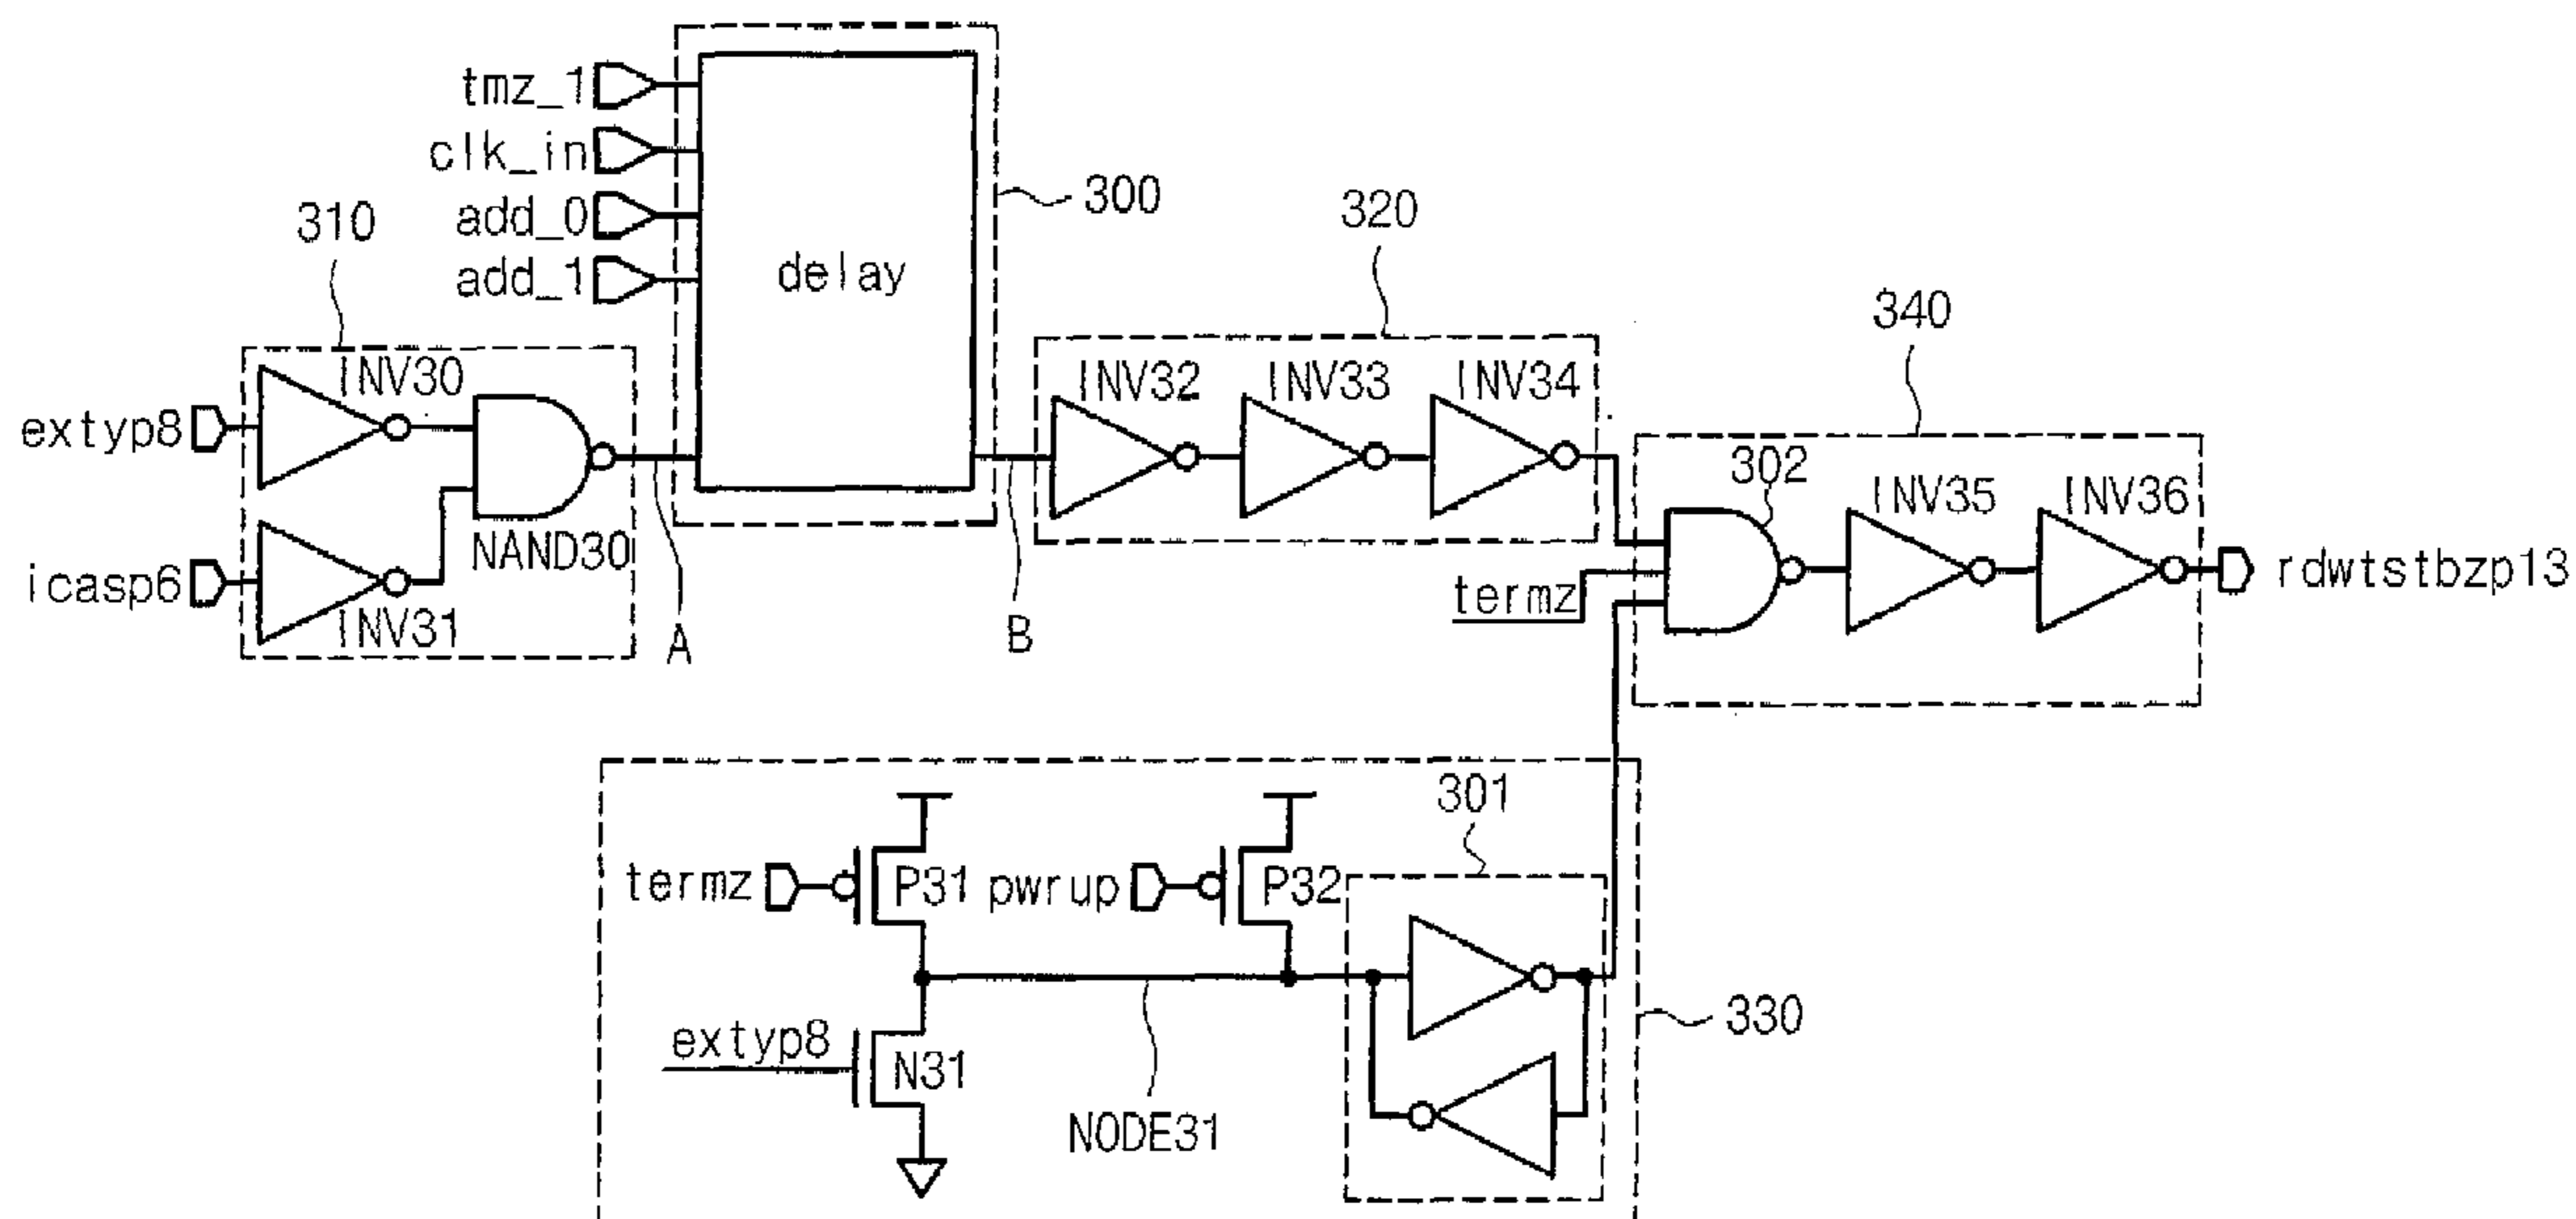 tmz_1
clk_in
add_0
add_1
delay
300
310
320
340
INV30
INV31
NAND30
extyp8
icasp6
A
B
INV32
INV33
INV34
302
INV35
INV36
termz
rdwtstbzp13
301
termz
P31
pwrup
P32
extyp8
N31
NODE31
330